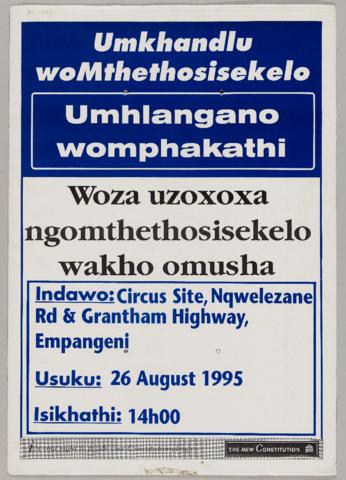 Umkhandlu
woMthethosisekelo
Umhlangano
womphakathi
Woza uzoxoxa
ngomthethosisekelo
wakho omusha
Indawo: Circus Site, Nqwelezane
Rd & Grantham Highway,
Empangeni
Usuku: 26 August 1995
Isikhathi: 14h00
THE NEW CONSTITUTION